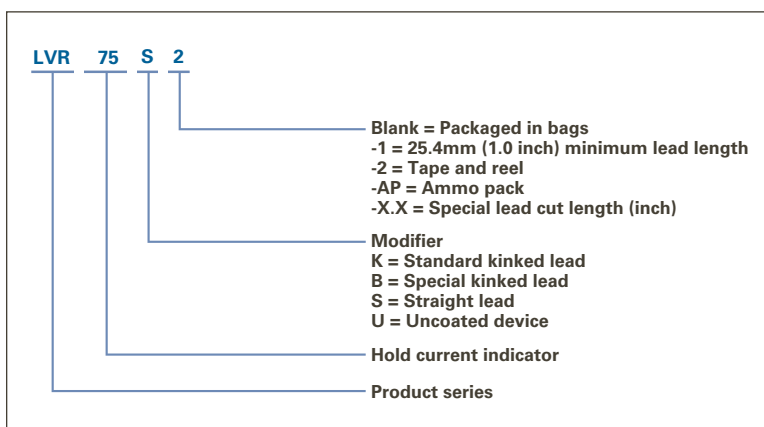 LVR 75 S 2
Blank = Packaged in bags
-1 = 25.4mm (1.0 inch) minimum lead length
-2 = Tape and reel
-AP = Ammo pack
-X.X = Special lead cut length (inch)
Modifier
K = Standard kinked lead
B = Special kinked lead
S = Straight lead
U = Uncoated device
Hold current indicator
Product series